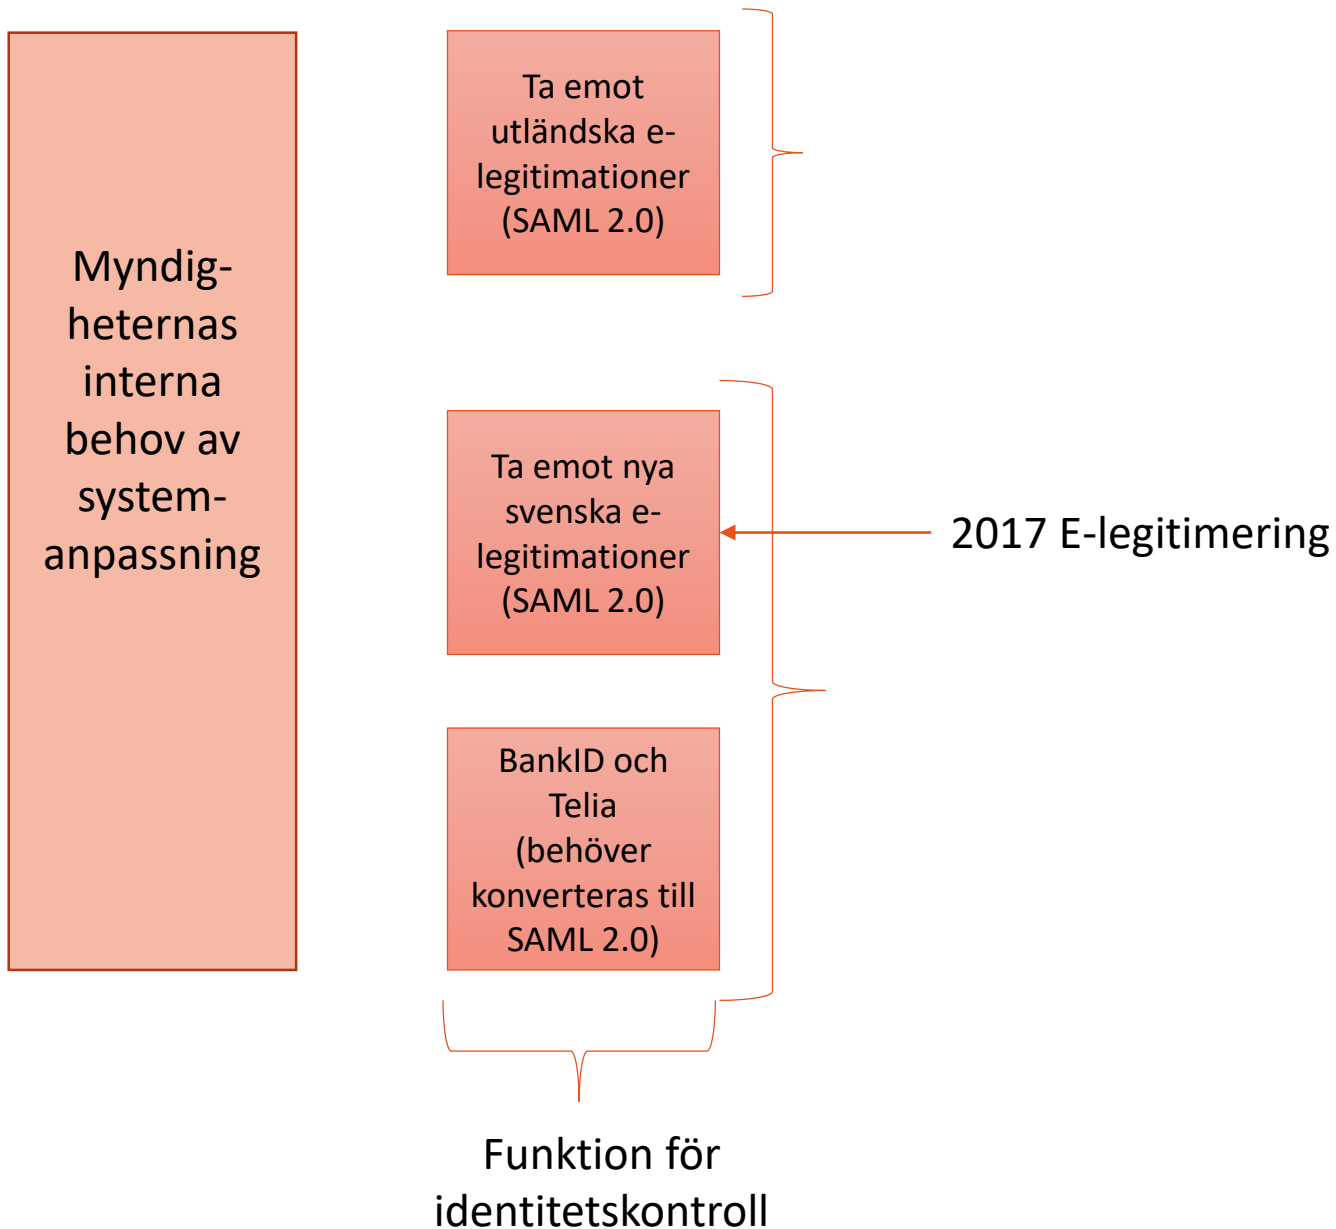 Myndig-
heternas
interna
behov av
system-
anpassning
Ta emot
utländska e-
legitimationer
(SAML 2.0)
Ta emot nya
svenska e-
legitimationer
(SAML 2.0)
2017 E-legitimering
BankID och
Telia
(behöver
konverteras till
SAML 2.0)
Funktion för
identitetskontroll